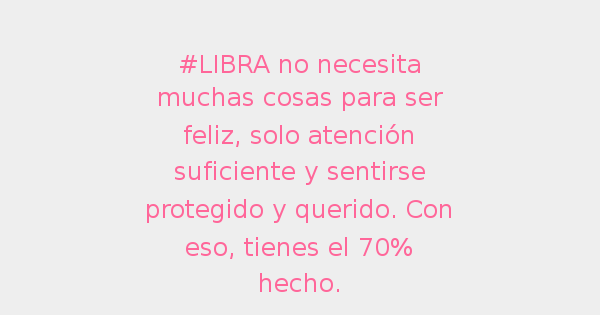 #LIBRA no necesita
muchas cosas para ser
feliz, solo atención
suficiente y sentirse
protegido y querido. Con
eso, tienes el 70%
hecho.